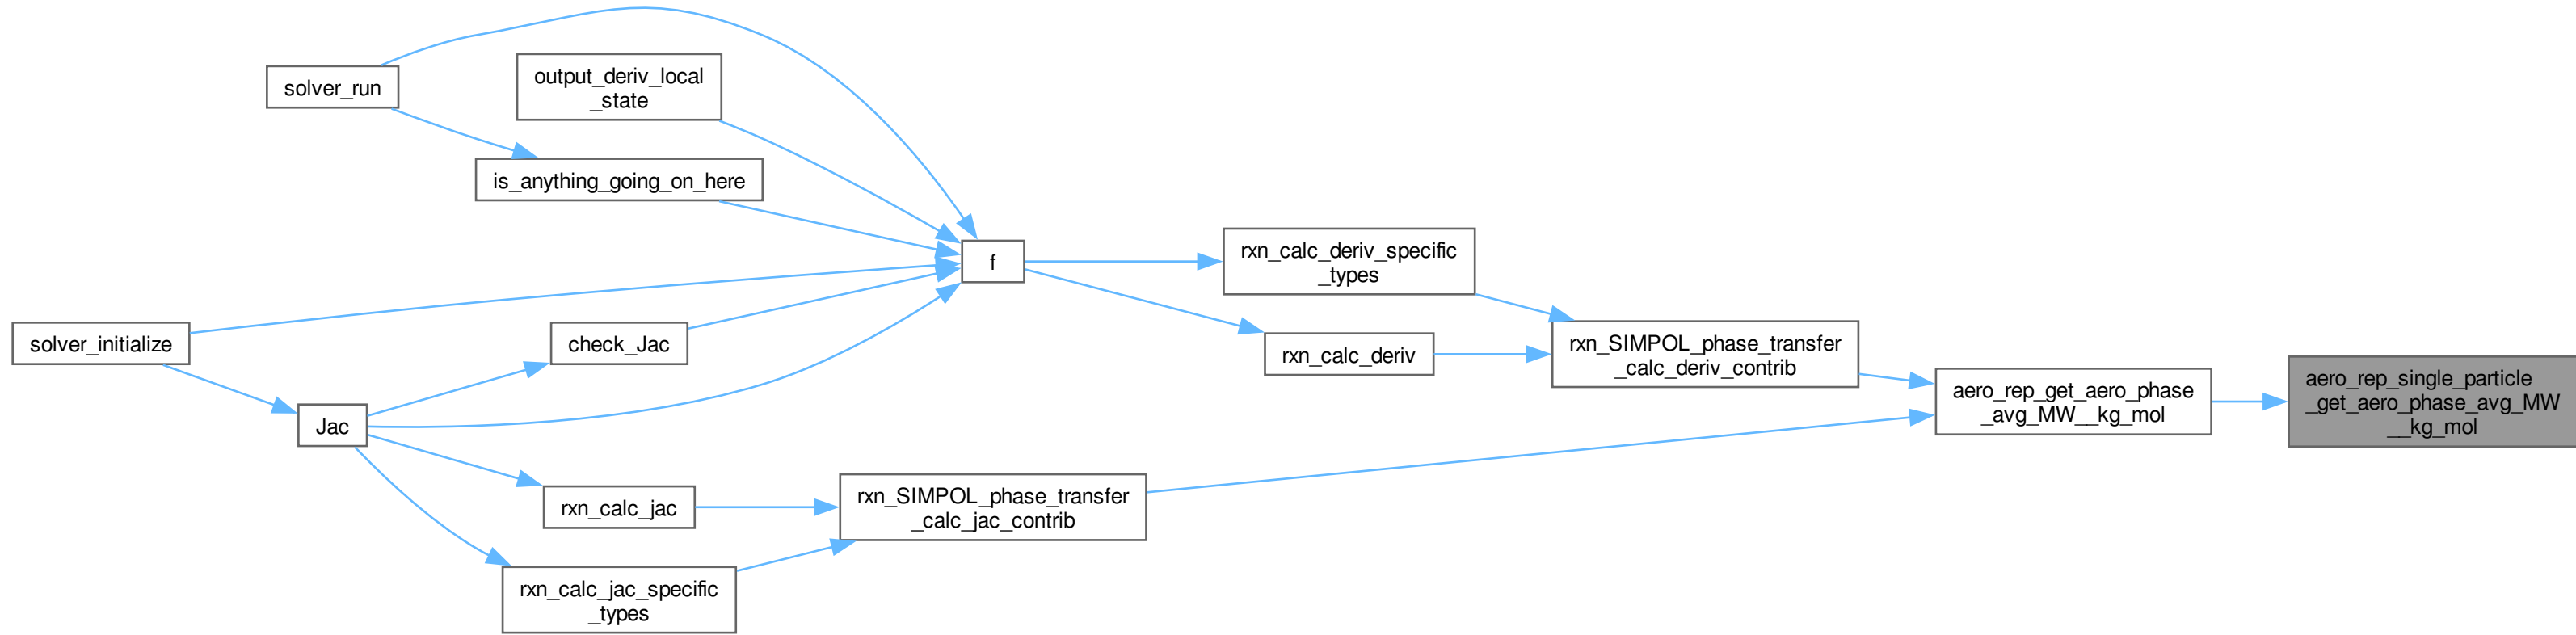 solver_run
output_deriv_local
_state
is_anything_going_on_here
f
rxn_calc_deriv_specific
_types
solver_initialize
check_Jac
rxn_calc_deriv
rxn_SIMPOL_phase_transfer
_calc_deriv_contrib
aero_rep_get_aero_phase
_avg_MW__kg_mol
aero_rep_single_particle
_get_aero_phase_avg_MW
__kg_mol
Jac
rxn_calc_jac
rxn_SIMPOL_phase_transfer
_calc_jac_contrib
rxn_calc_jac_specific
_types